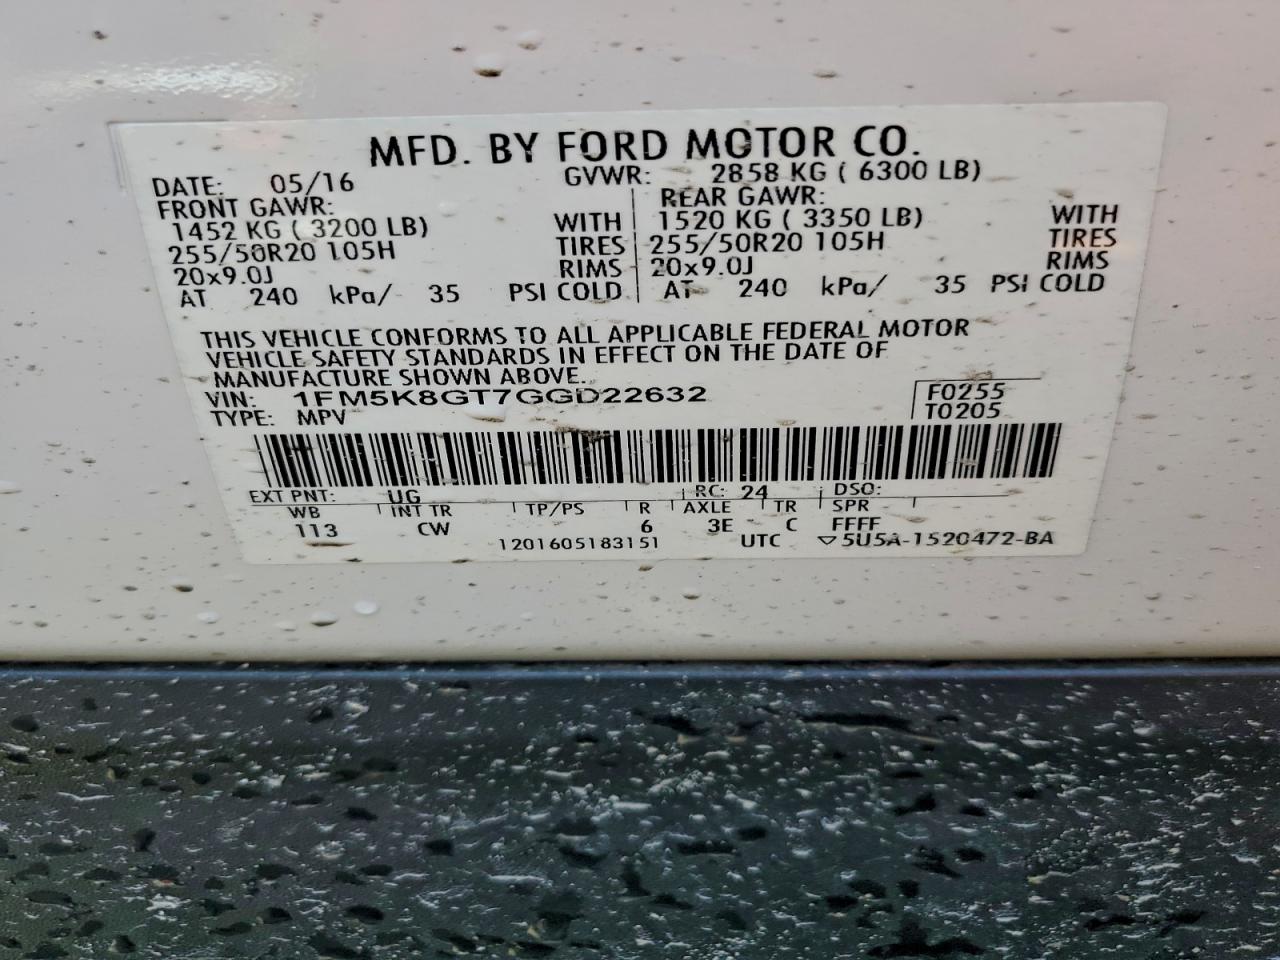 MFD. BY FORD MOTOR CO.
DATE: 05/16 GVWR: 2858 KG ( 6300 LB)
FRONT GAWR: REAR GAWR:
1452 KG ( 3200 LB) WITH 1520 KG ( 3350 LB) WITH
255/50R20 105H TIRES 255/50R20 105H TIRES
20x9.0J RIMS 20x9.0J RIMS
AT 240 kPa/ 35 PSI COLD AT 240 kPa/ 35 PSI COLD
THIS VEHICLE CONFORMS TO ALL APPLICABLE FEDERAL MOTOR
VEHICLE SAFETY STANDARDS IN EFFECT ON THE DATE OF
MANUFACTURE SHOWN ABOVE.
VIN: 1FM5K8GT7GGD22632 F0255
TYPE: MPV T0205
EXT PNT: UG RC: 24 DSO:
WB INT TR TP/PS R AXLE TR SPR
113 CW 6 3E C FFFF
1201605183151 UTC ▽5U5A-1520472-BA